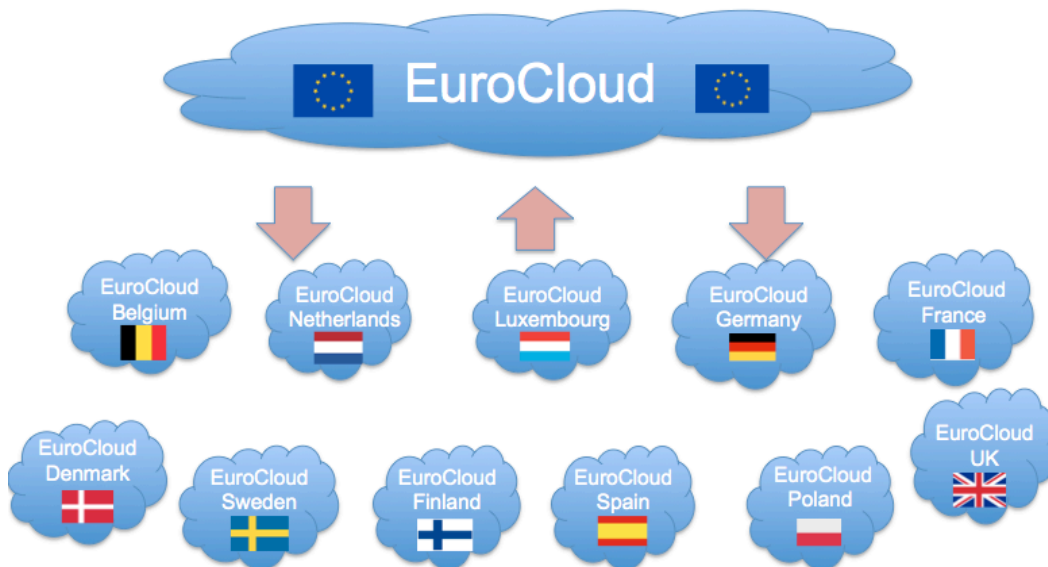 EuroCloud
EuroCloud
Belgium
EuroCloud
Netherlands
EuroCloud
Luxembourg
EuroCloud
Germany
EuroCloud
France
EuroCloud
Denmark
EuroCloud
Sweden
EuroCloud
Finland
EuroCloud
Spain
EuroCloud
Poland
EuroCloud
UK